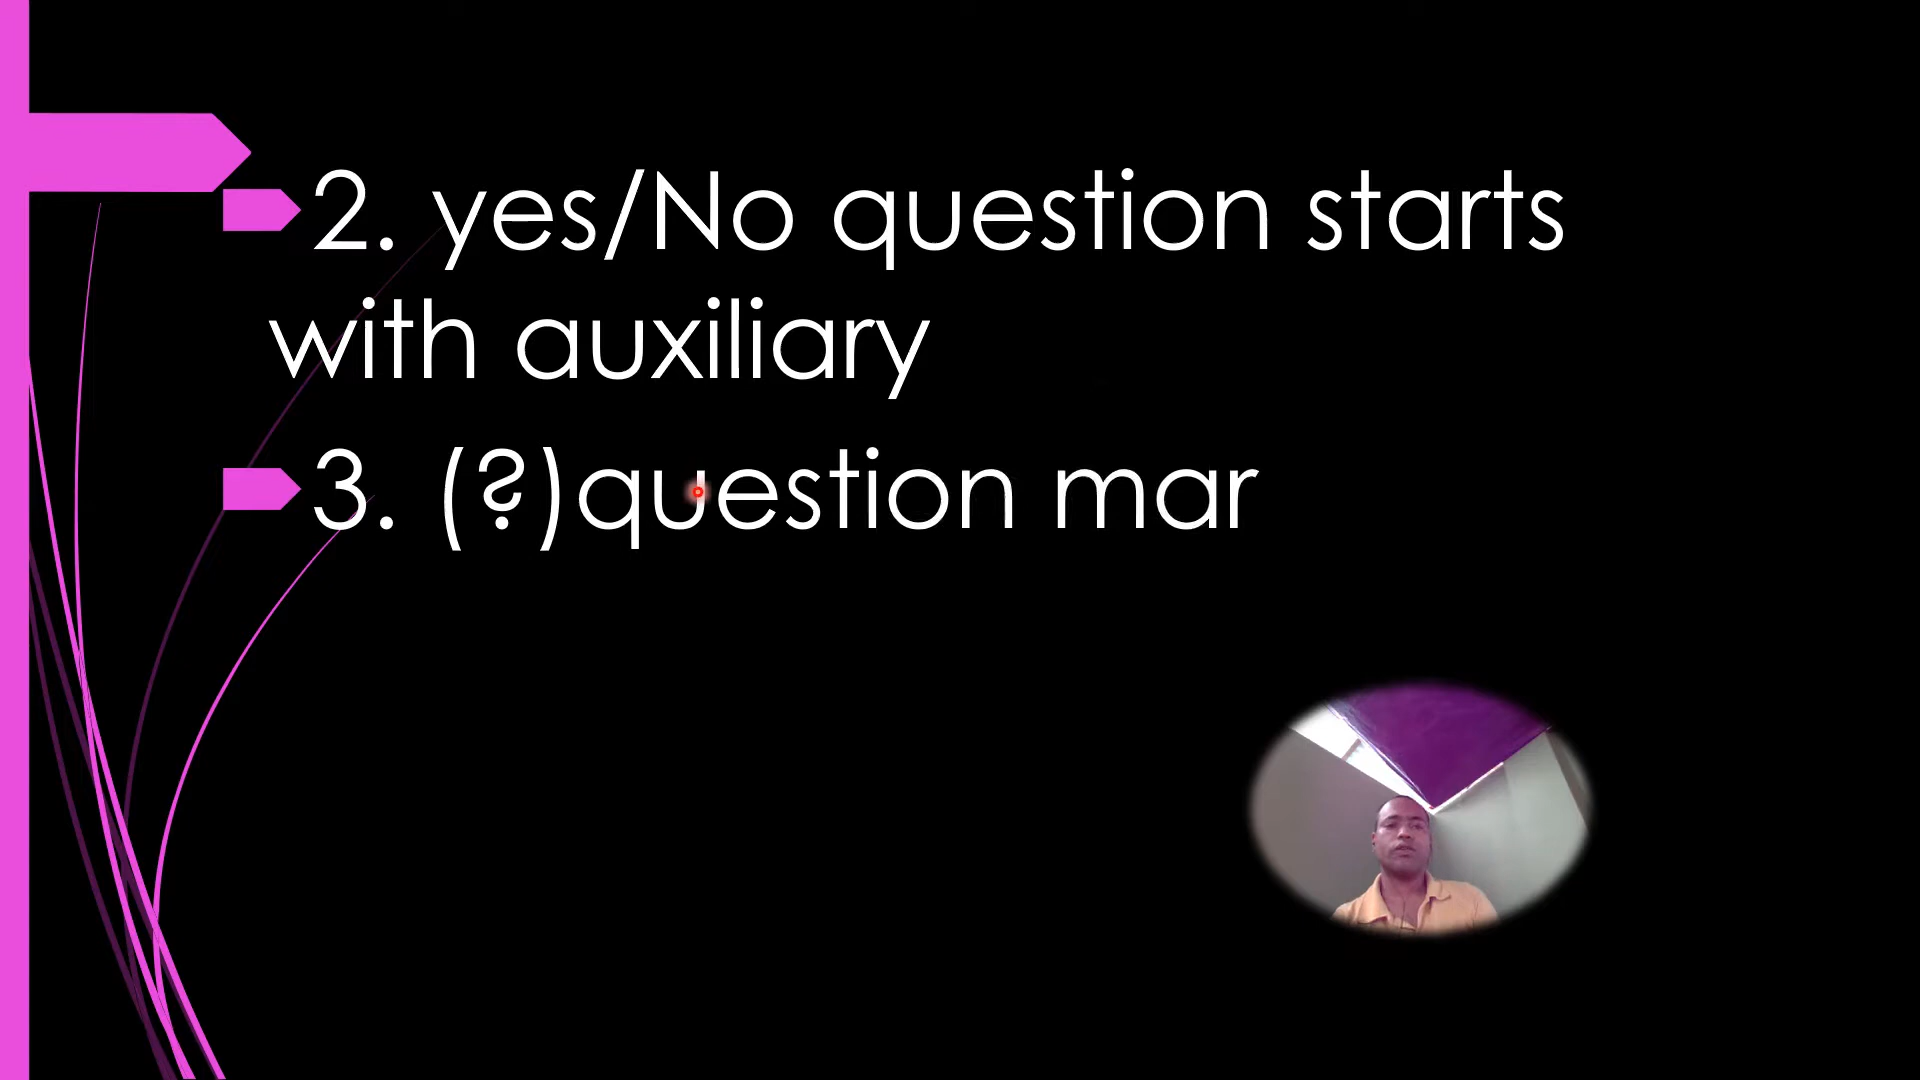 2. yes/No question starts
with auxiliary
3. (?)question mar